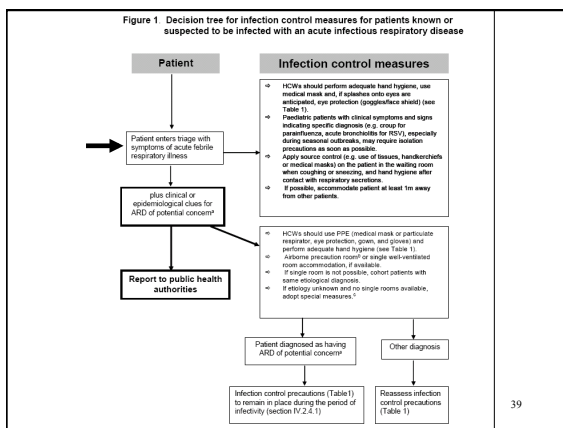 Figure 1. Decision tree for infection control measures for patients known or
suspected to be infected with an acute infectious respiratory disease
Patient
Infection control measures
Patient enters triage with
symptoms of acute febrile
respiratory illness
⇨ HCWs should perform adequate hand hygiene, use
medical mask and, if splashes onto eyes are
anticipated, eye protection (goggles/face shield) (see
Table 1).
⇨ Paediatric patients with clinical symptoms and signs
indicating specific diagnosis (e.g. croup for
parainfluenza, acute bronchiolitis for RSV), especially
during seasonal outbreaks, may require isolation
precautions as soon as possible.
⇨ Apply source control (e.g. use of tissues, handkerchiefs
or medical masks) on the patient in the waiting room
when coughing or sneezing, and hand hygiene after
contact with respiratory secretions.
⇨ If possible, accommodate patient at least 1m away
from other patients.
plus clinical or
epidemiological clues for
ARD of potential concernᵃ
⇨ HCWs should use PPE (medical mask or particulate
respirator, eye protection, gown, and gloves) and
perform adequate hand hygiene (see Table 1).
⇨ Airborne precaution roomᵇ or single well-ventilated
room accommodation, if available.
⇨ If single room is not possible, cohort patients with
same etiological diagnosis.
⇨ If etiology unknown and no single rooms available,
adopt special measures.ᶜ
Report to public health
authorities
Patient diagnosed as having
ARD of potential concernᵃ
Other diagnosis
Infection control precautions (Table1)
to remain in place during the period of
infectivity (section IV.2.4.1)
Reassess infection
control precautions
(Table 1)
39